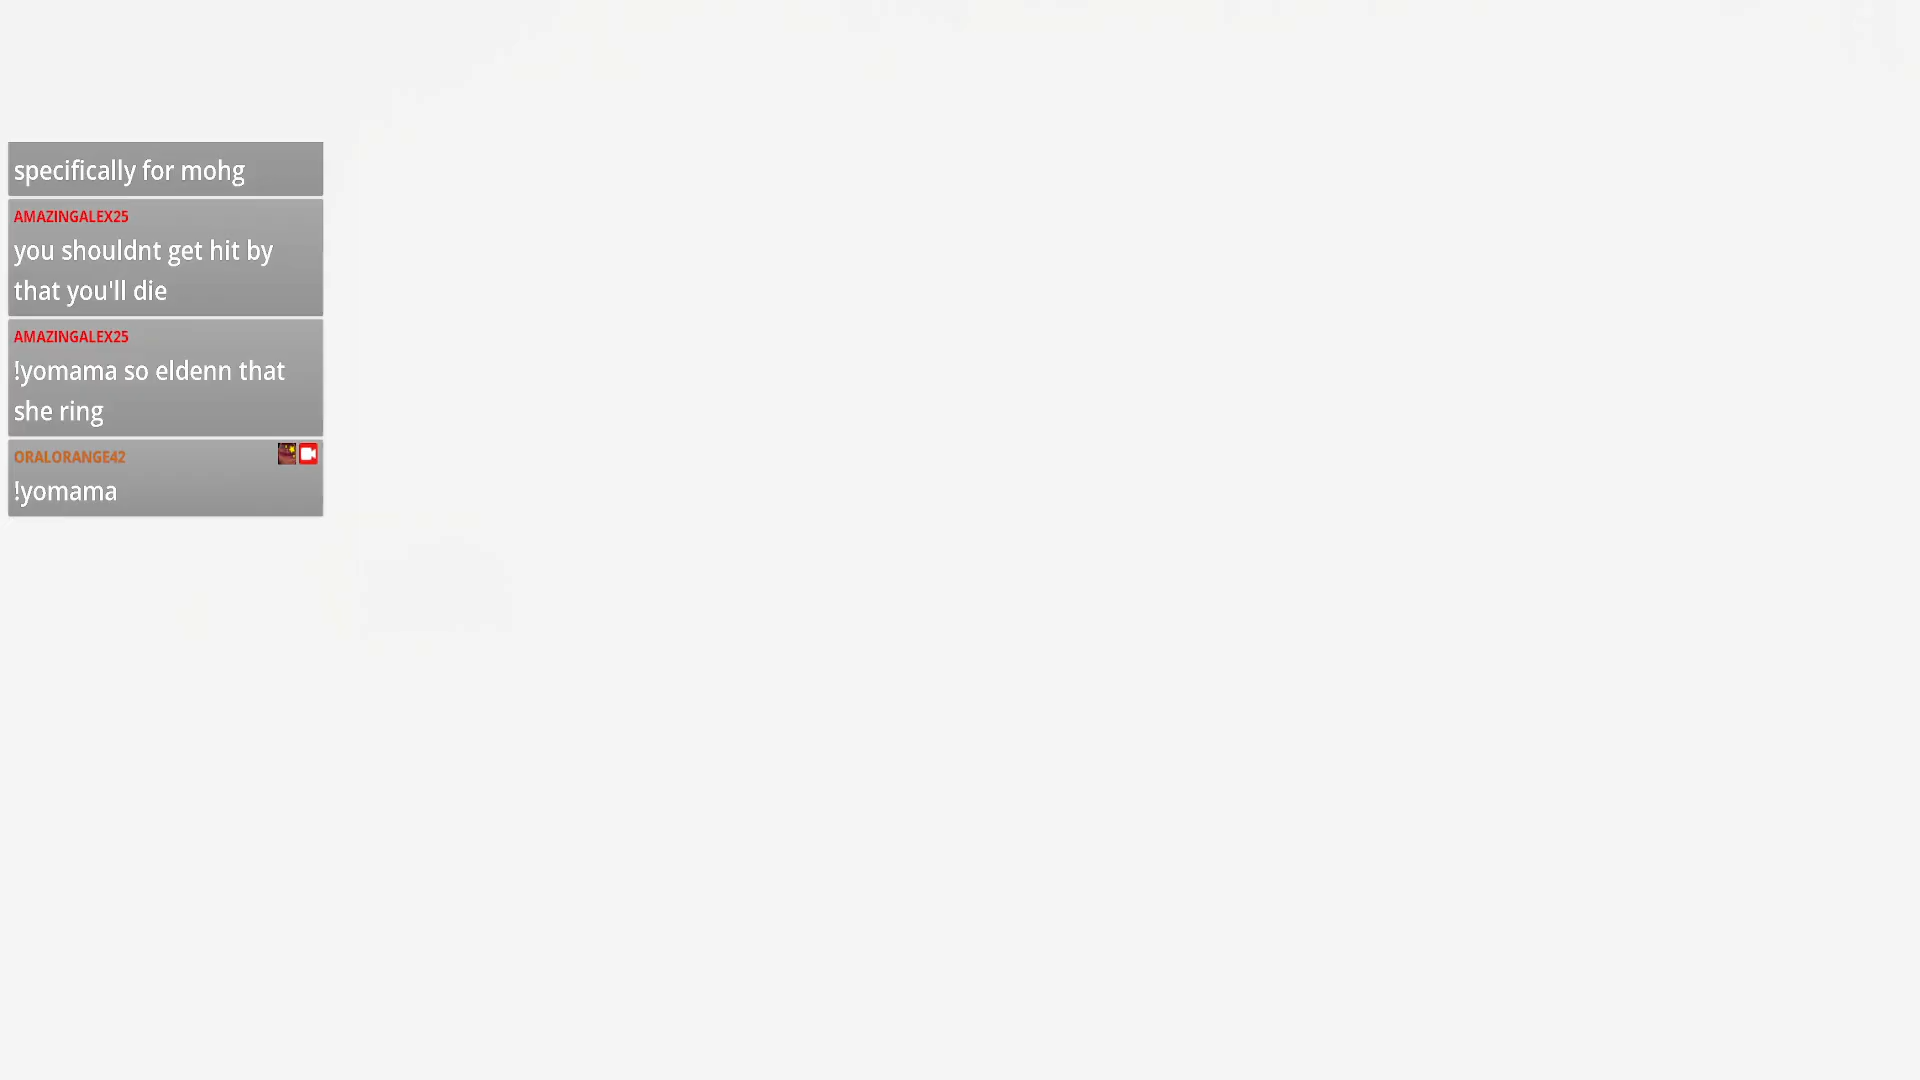 specifically for mohg
AMAZINGALEX25
you shouldnt get hit by
that you'll die
AMAZINGALEX25
!yomama so eldenn that
she ring
ORALORANGE42
!yomama